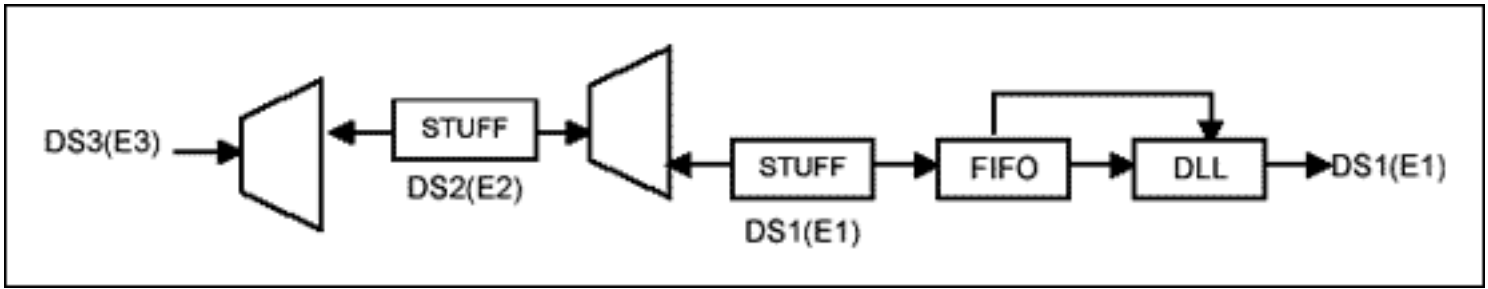 DS3(E3)
STUFF
DS2(E2)
STUFF
DS1(E1)
FIFO
DLL
DS1(E1)